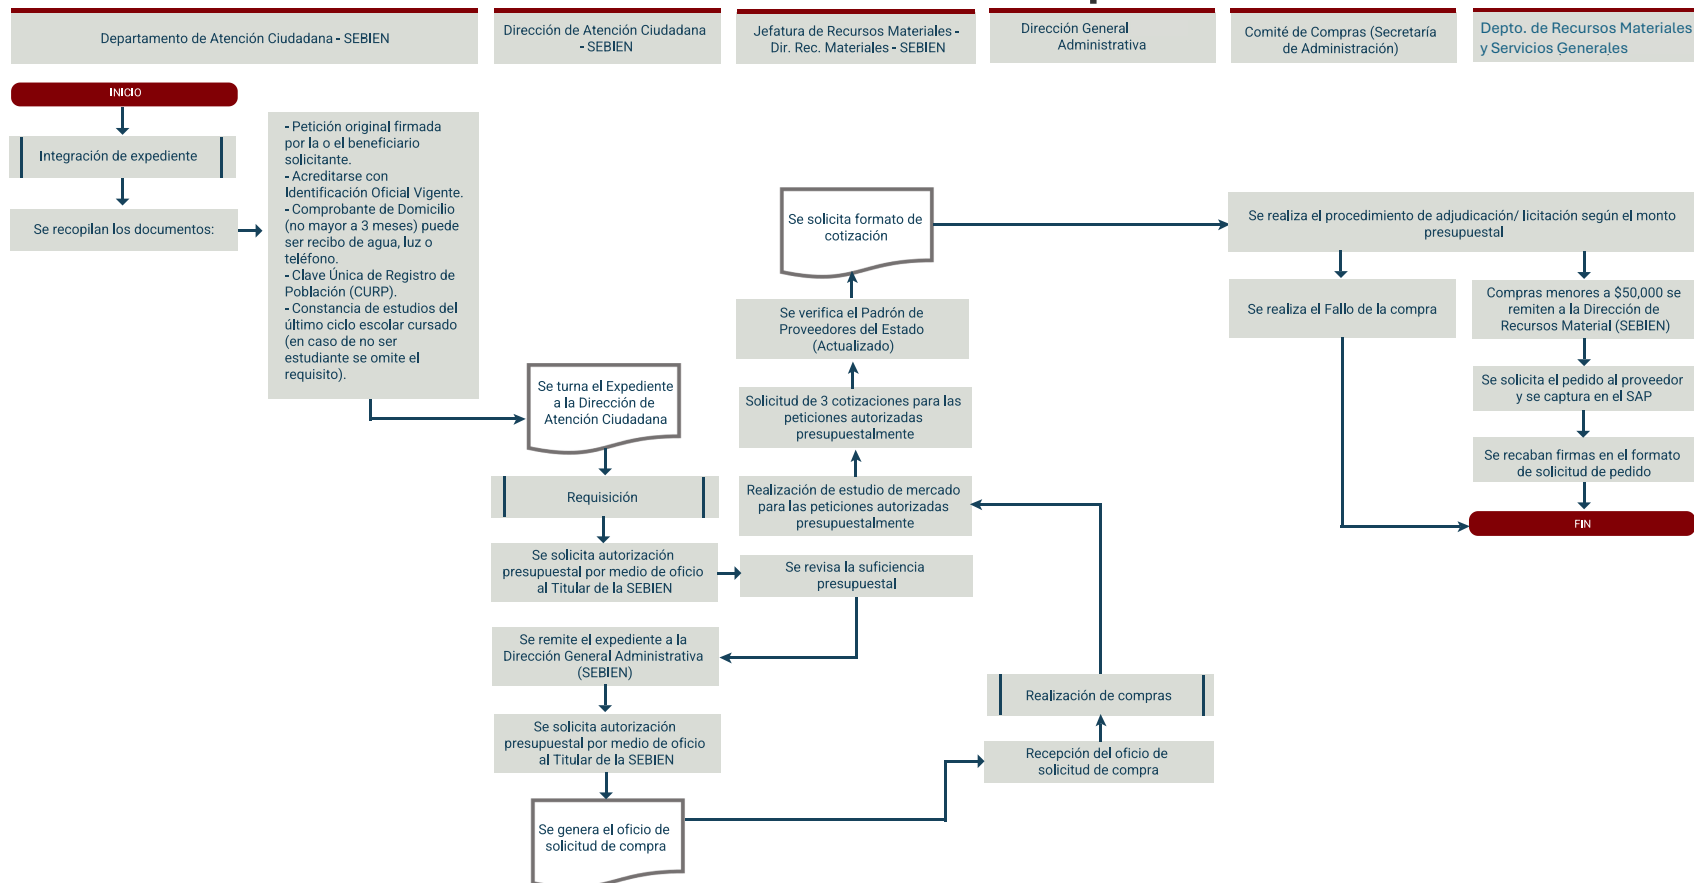 Departamento de Atención Ciudadana - SEBIEN
Dirección de Atención Ciudadana
- SEBIEN
Jefatura de Recursos Materiales -
Dir. Rec. Materiales - SEBIEN
Dirección General
Administrativa
Comité de Compras (Secretaría
de Administración)
Depto. de Recursos Materiales
y Servicios Generales
INICIO
Integración de expediente
Se recopilan los documentos:
- Petición original firmada
por la o el beneficiario
solicitante.
- Acreditarse con
Identificación Oficial Vigente.
- Comprobante de Domicilio
(no mayor a 3 meses) puede
ser recibo de agua, luz o
teléfono.
- Clave Única de Registro de
Población (CURP).
- Constancia de estudios del
último ciclo escolar cursado
(en caso de no ser
estudiante se omite el
requisito).
Se turna el Expediente
a la Dirección de
Atención Ciudadana
Requisición
Se solicita autorización
presupuestal por medio de oficio
al Titular de la SEBIEN
Se revisa la suficiencia
presupuestal
Se remite el expediente a la
Dirección General Administrativa
(SEBIEN)
Se solicita autorización
presupuestal por medio de oficio
al Titular de la SEBIEN
Se genera el oficio de
solicitud de compra
Recepción del oficio de
solicitud de compra
Realización de compras
Realización de estudio de mercado
para las peticiones autorizadas
presupuestalmente
Solicitud de 3 cotizaciones para las
peticiones autorizadas
presupuestalmente
Se verifica el Padrón de
Proveedores del Estado
(Actualizado)
Se solicita formato de
cotización
Se realiza el procedimiento de adjudicación/ licitación según el monto
presupuestal
Se realiza el Fallo de la compra
Compras menores a $50,000 se
remiten a la Dirección de
Recursos Material (SEBIEN)
Se solicita el pedido al proveedor
y se captura en el SAP
Se recaban firmas en el formato
de solicitud de pedido
FIN